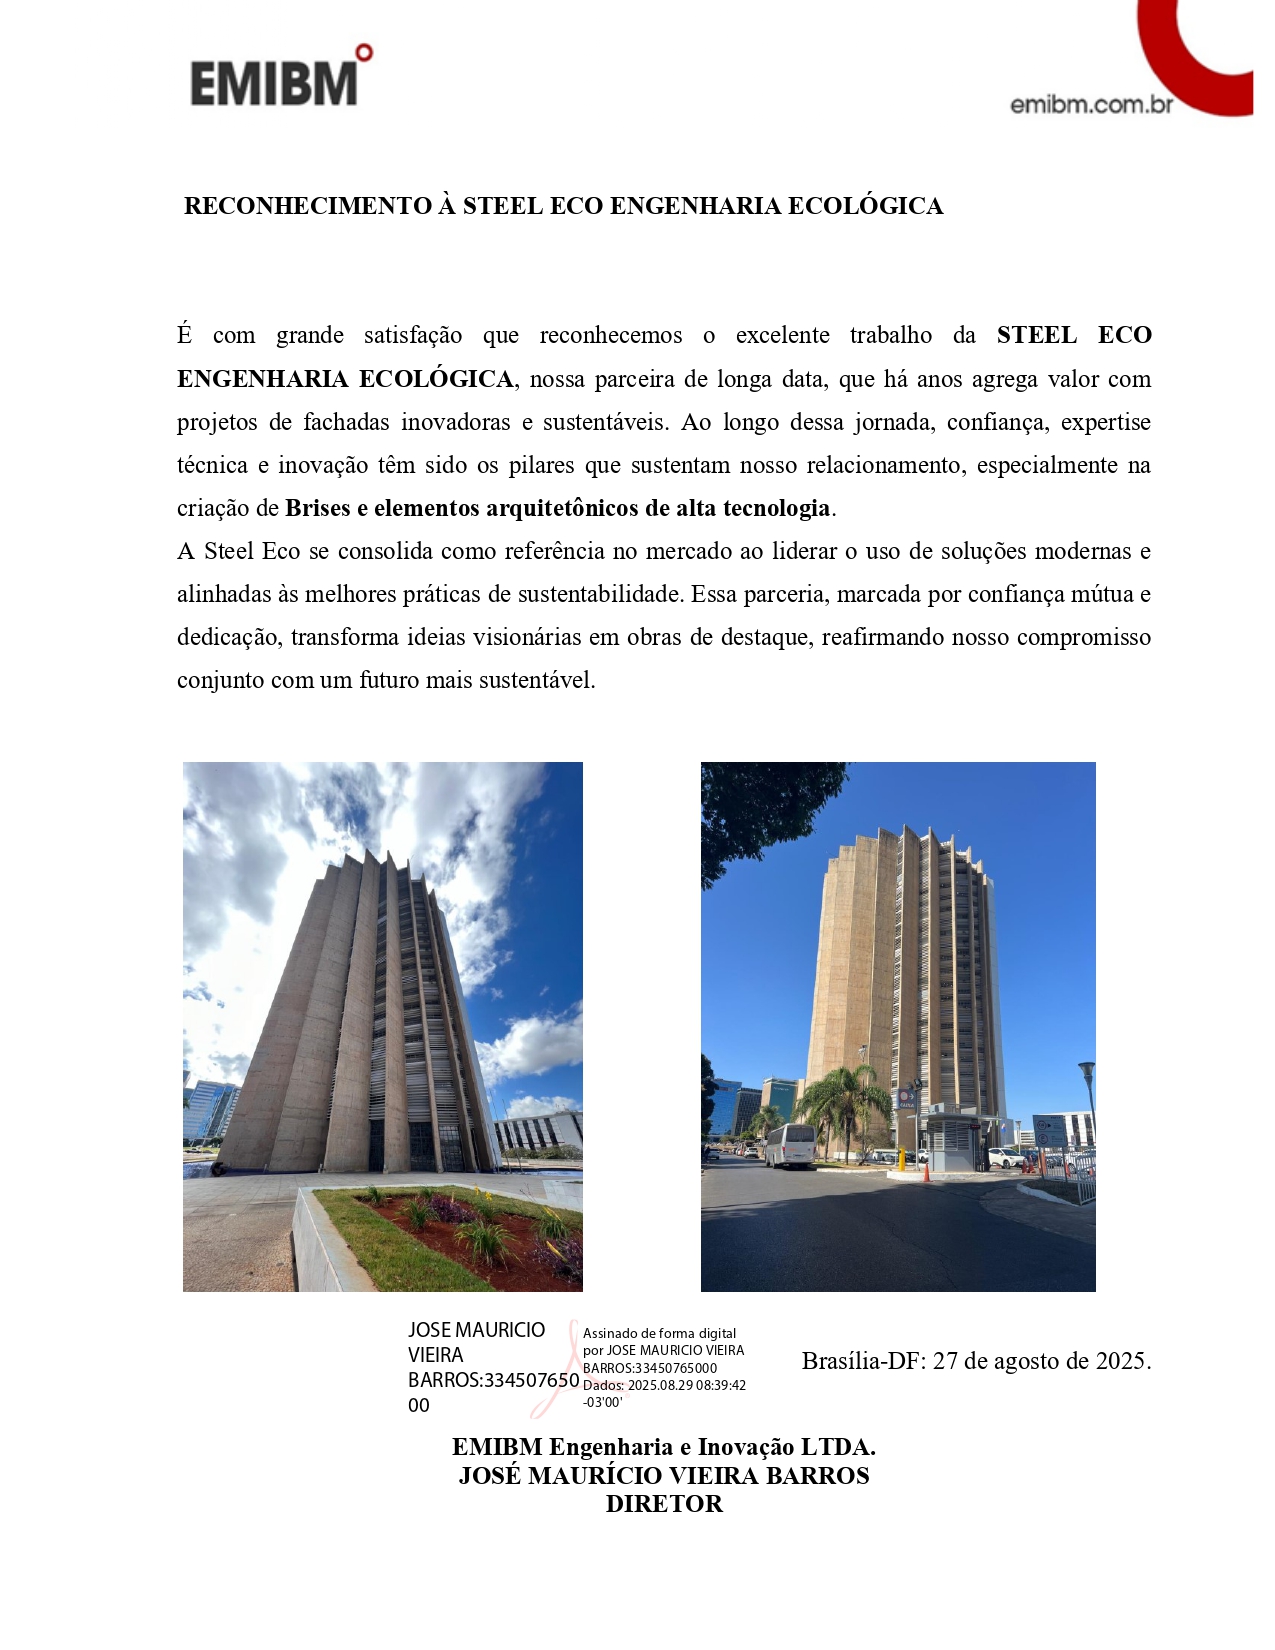 EMIBM
emibm.com.br
RECONHECIMENTO À STEEL ECO ENGENHARIA ECOLÓGICA
É com grande satisfação que reconhecemos o excelente trabalho da STEEL ECO
ENGENHARIA ECOLÓGICA, nossa parceira de longa data, que há anos agrega valor com
projetos de fachadas inovadoras e sustentáveis. Ao longo dessa jornada, confiança, expertise
técnica e inovação têm sido os pilares que sustentam nosso relacionamento, especialmente na
criação de Brises e elementos arquitetônicos de alta tecnologia.
A Steel Eco se consolida como referência no mercado ao liderar o uso de soluções modernas e
alinhadas às melhores práticas de sustentabilidade. Essa parceria, marcada por confiança mútua e
dedicação, transforma ideias visionárias em obras de destaque, reafirmando nosso compromisso
conjunto com um futuro mais sustentável.
JOSE MAURICIO
VIEIRA
BARROS:334507650
00
Assinado de forma digital
por JOSE MAURICIO VIEIRA
BARROS:33450765000
Dados: 2025.08.29 08:39:42
-03'00'
Brasília-DF: 27 de agosto de 2025.
EMIBM Engenharia e Inovação LTDA.
JOSÉ MAURÍCIO VIEIRA BARROS
DIRETOR